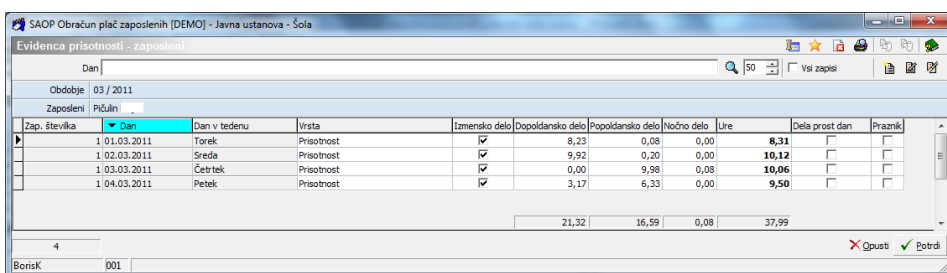 SAOP Obračun plač zaposlenih [DEMO] - Javna ustanova - Šola
Evidenca prisotnosti - zaposleni
Dan 50 Vsi zapisi
Obdobje 03 / 2011
Zaposleni Pičulin
Zap. številka Dan Dan v tedenu Vrsta Izmensko delo Dopoldansko delo Popoldansko delo Nočno delo Ure Dela prost dan Praznik
1 01.03.2011 Torek Prisotnost 8,23 0,08 0,00 8,31
1 02.03.2011 Sreda Prisotnost 9,92 0,20 0,00 10,12
1 03.03.2011 Četrtek Prisotnost 0,00 9,98 0,08 10,06
1 04.03.2011 Petek Prisotnost 3,17 6,33 0,00 9,50
21,32 16,59 0,08 37,99
4 Opusti Potrdi
BorisK 001